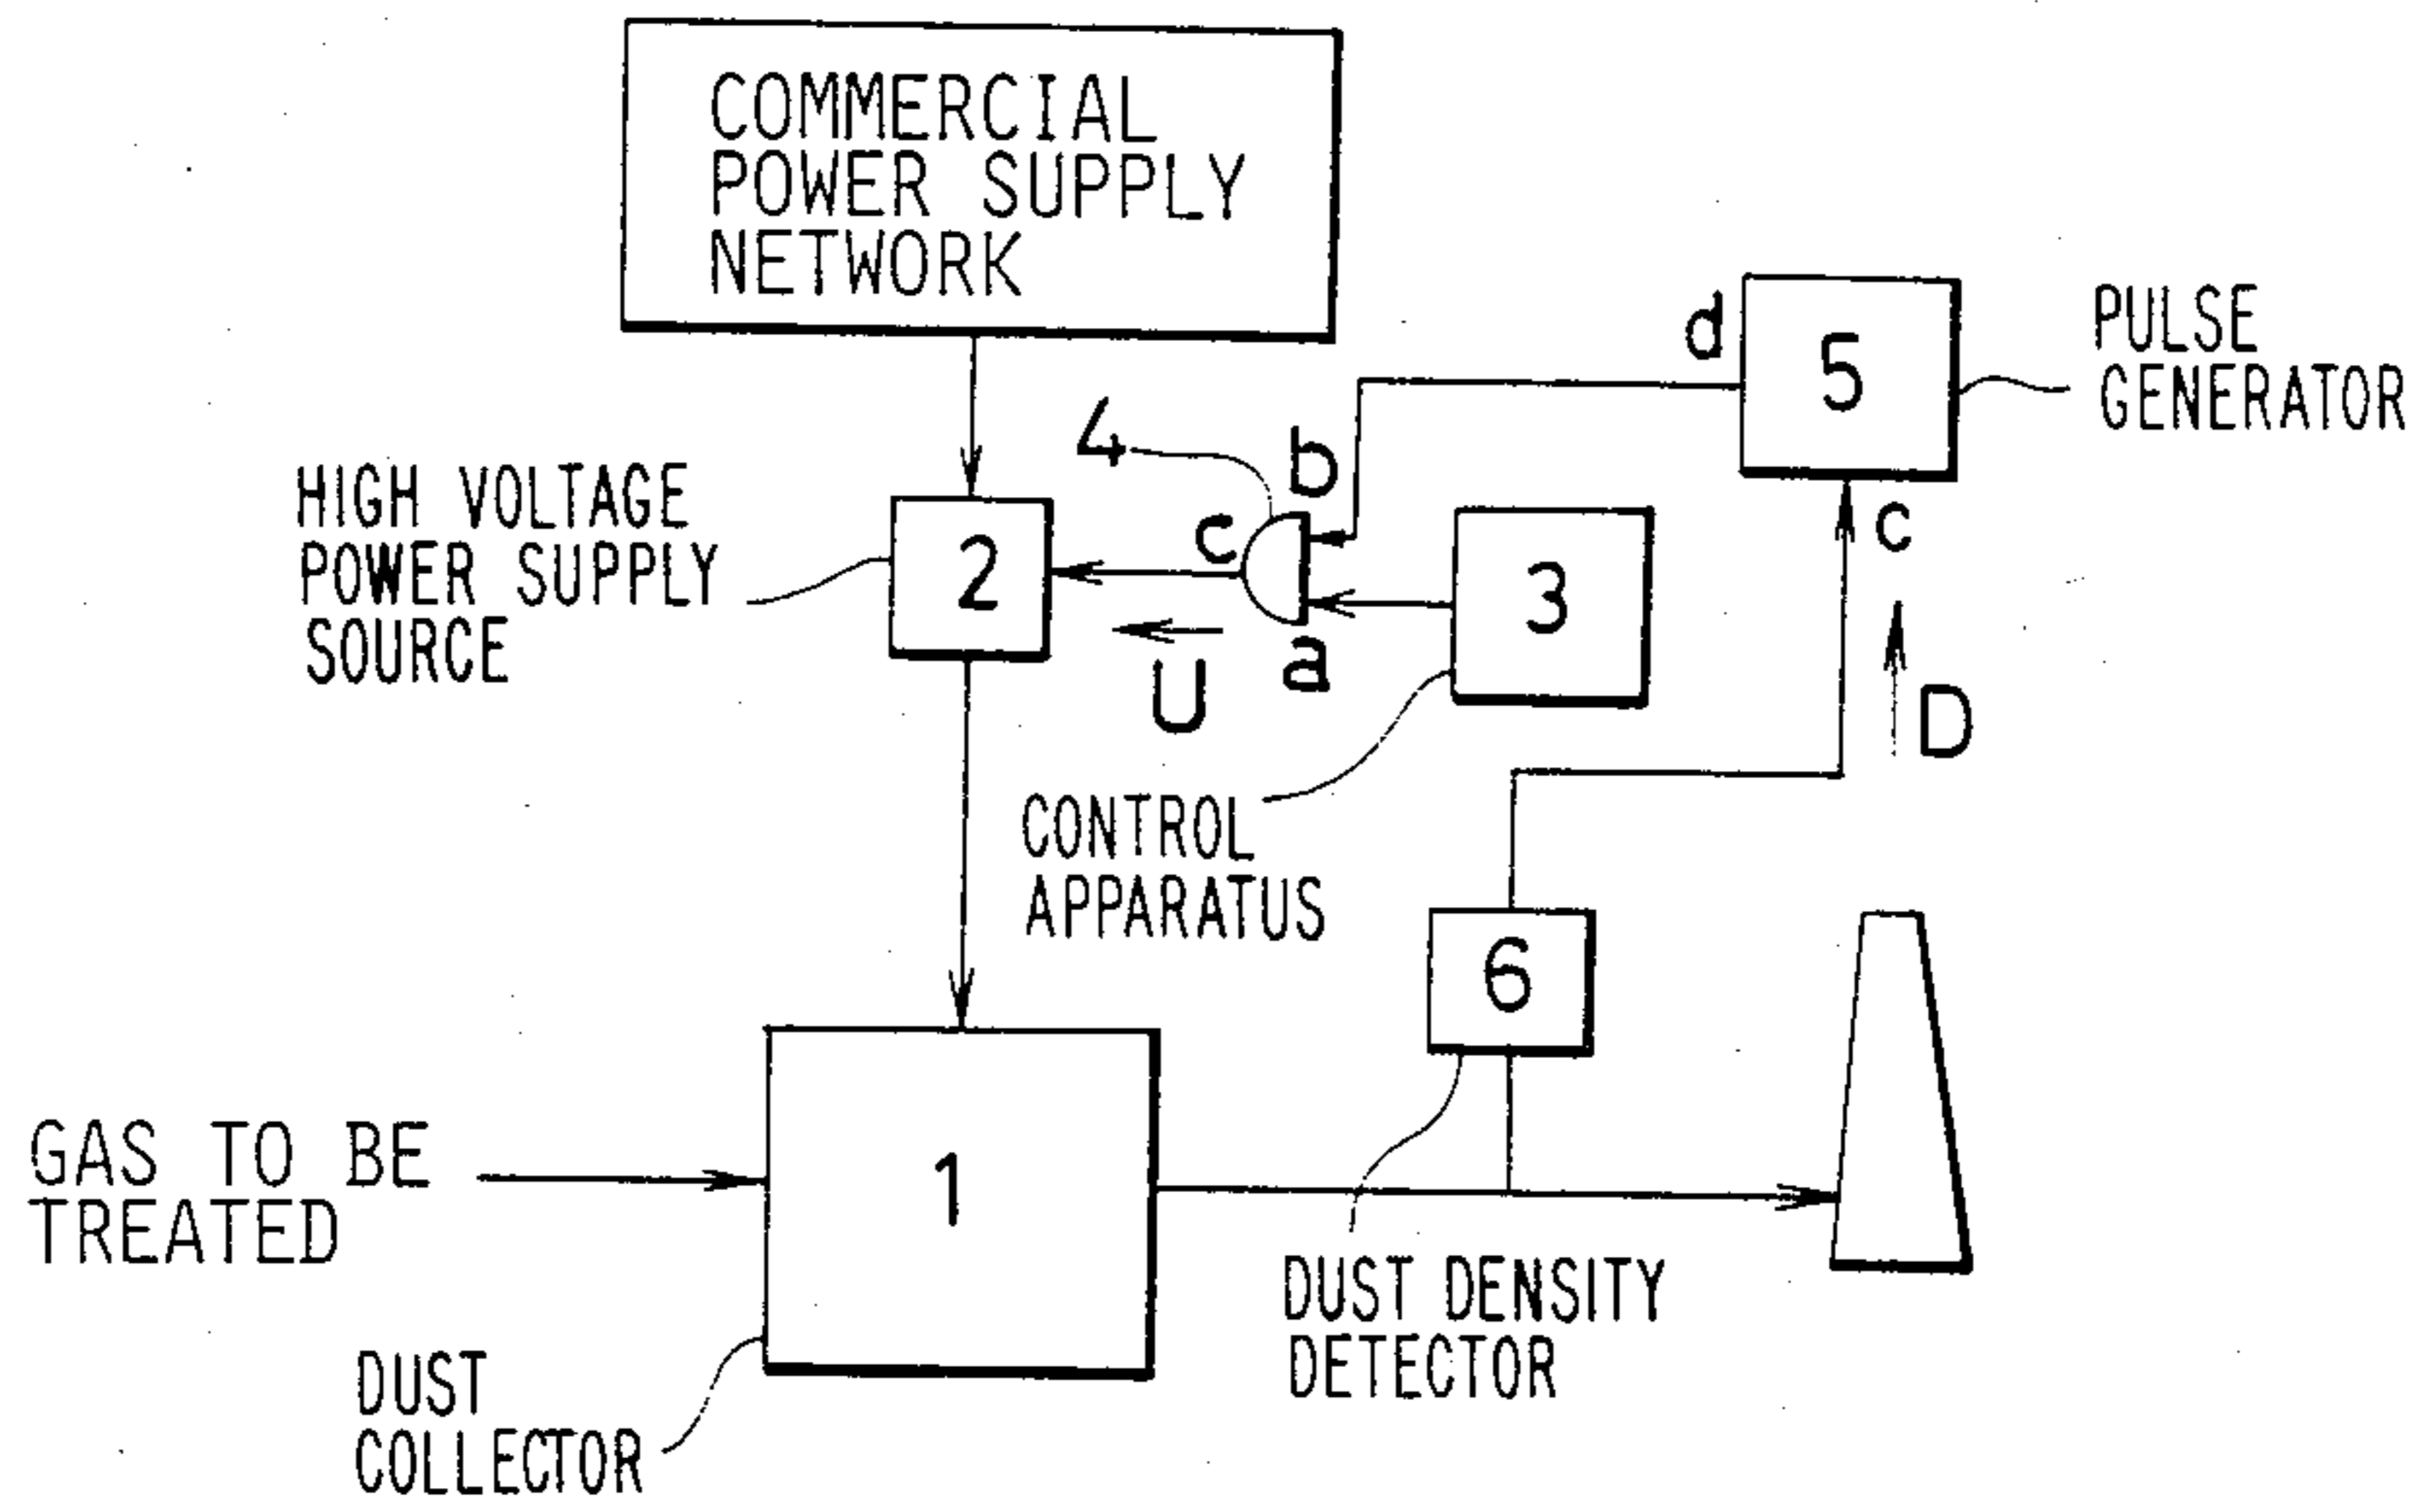 COMMERCIAL
POWER SUPPLY
NETWORK
PULSE
GENERATOR
d
5
4
b
c
HIGH VOLTAGE
POWER SUPPLY
SOURCE
2
c
3
a
U
D
CONTROL
APPARATUS
6
GAS TO BE
TREATED
1
DUST DENSITY
DETECTOR
DUST
COLLECTOR